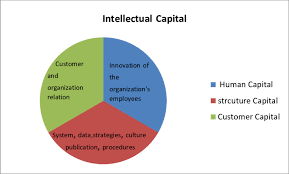 Intellectual Capital
Customer
and
organization
relation
Innovation of
the
organization's
employees
System, data,strategies, culture
publication, procedures
Human Capital
strcuture Capital
Customer Capital